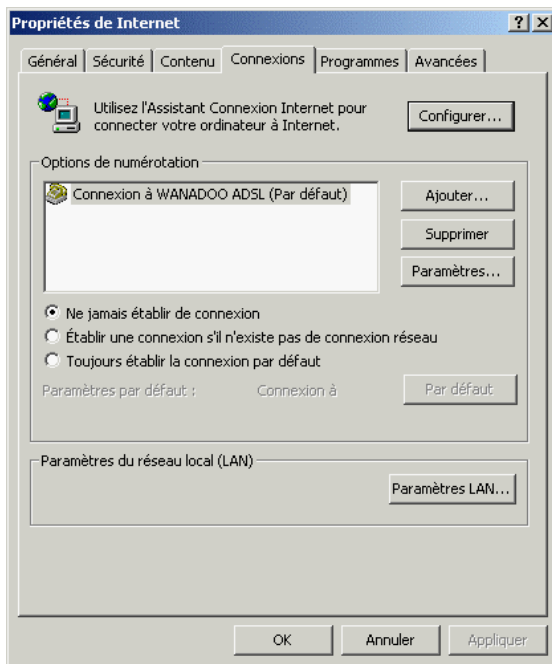 Propriétés de Internet
Général Sécurité Contenu Connexions Programmes Avancées
Utilisez l'Assistant Connexion Internet pour
connecter votre ordinateur à Internet.
Configurer...
Options de numérotation
Connexion à WANADOO ADSL (Par défaut)
Ajouter...
Supprimer
Paramètres...
Ne jamais établir de connexion
Établir une connexion s'il n'existe pas de connexion réseau
Toujours établir la connexion par défaut
Paramètres par défaut : Connexion à Par défaut
Paramètres du réseau local (LAN)
Paramètres LAN...
OK Annuler Appliquer